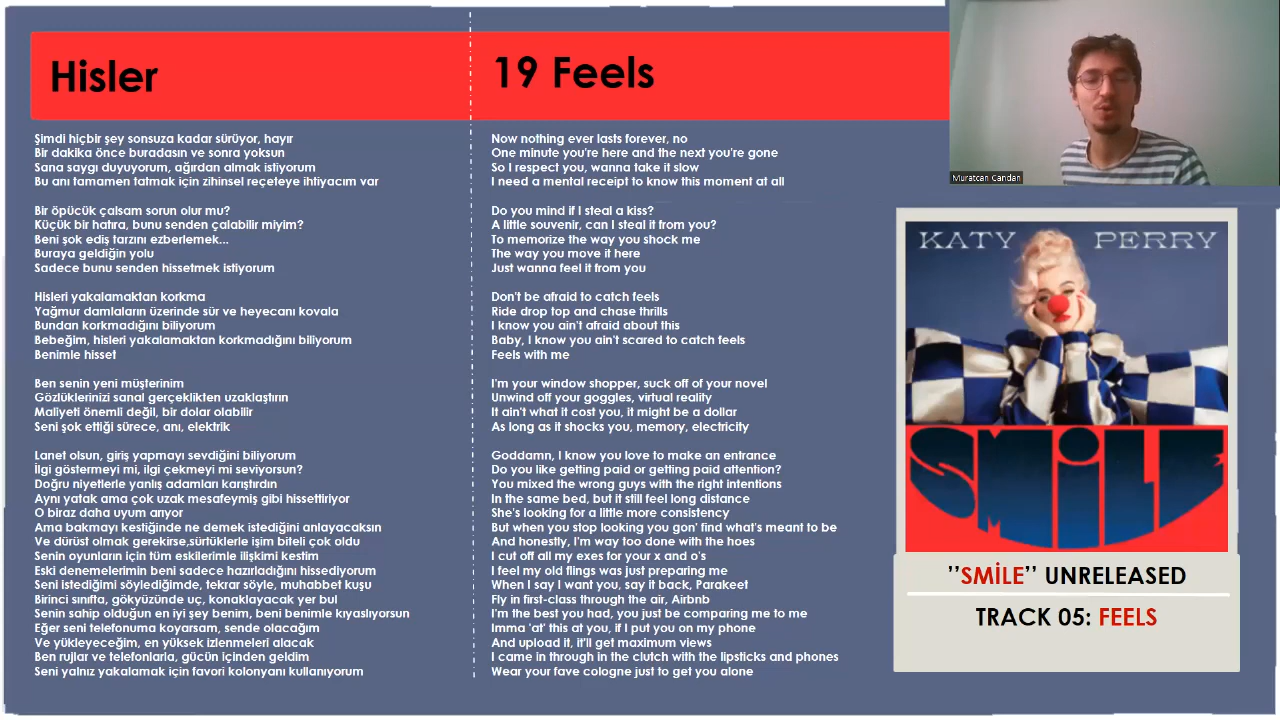 Hisler
Şimdi hiçbir şey sonsuza kadar sürüyor, hayır
Bir dakika önce buradasın ve sonra yoksun
Sana saygı duyuyorum, ağırdan almak istiyorum
Bu anı tamamen tatmak için zihinsel reçeteye ihtiyacım var
Bir öpücük çalsam sorun olur mu?
Küçük bir hatıra, bunu senden çalabilir miyim?
Beni şok ediş tarzını ezberlemek...
Buraya geldiğin yolu
Sadece bunu senden hissetmek istiyorum
Hisleri yakalamaktan korkma
Yağmur damlaların üzerinde sür ve heyecanı kovala
Bundan korkmadığını biliyorum
Bebeğim, hisleri yakalamaktan korkmadığını biliyorum
Benimle hisset
Ben senin yeni müşterinim
Gözlüklerinizi sanal gerçeklikten uzaklaştırın
Maliyeti önemli değil, bir dolar olabilir
Seni şok ettiği sürece, anı, elektrik
Lanet olsun, giriş yapmayı sevdiğini biliyorum
İlgi göstermeyi mi, ilgi çekmeyi mi seviyorsun?
Doğru niyetlerle yanlış adamları karıştırdın
Aynı yatak ama çok uzak mesafeymiş gibi hissettiriyor
O biraz daha uyum arıyor
Ama bakmayı kestiğinde ne demek istediğini anlayacaksın
Ve dürüst olmak gerekirse,sürtüklerle işim biteli çok oldu
Senin oyunların için tüm eskilerimle ilişkimi kestim
Eski denemelerimin beni sadece hazırladığını hissediyorum
Seni istediğimi söylediğimde, tekrar söyle, muhabbet kuşu
Birinci sınıfta, gökyüzünde uç, konaklayacak yer bul
Senin sahip olduğun en iyi şey benim, beni benimle kıyaslıyorsun
Eğer seni telefonuma koyarsam, sende olacağım
Ve yükleyeceğim, en yüksek izlenmeleri alacak
Ben rujlar ve telefonlarla, gücün içinden geldim
Seni yalnız yakalamak için favori kolonyanı kullanıyorum
19 Feels
Now nothing ever lasts forever, no
One minute you're here and the next you're gone
So I respect you, wanna take it slow
I need a mental receipt to know this moment at all
Do you mind if I steal a kiss?
A little souvenir, can I steal it from you?
To memorize the way you shock me
The way you move it here
Just wanna feel it from you
Don't be afraid to catch feels
Ride drop top and chase thrills
I know you ain't afraid about this
Baby, I know you ain't scared to catch feels
Feels with me
I'm your window shopper, suck off of your novel
Unwind off your goggles, virtual reality
It ain't what it cost you, it might be a dollar
As long as it shocks you, memory, electricity
Goddamn, I know you love to make an entrance
Do you like getting paid or getting paid attention?
You mixed the wrong guys with the right intentions
In the same bed, but it still feel long distance
She's looking for a little more consistency
But when you stop looking you gon' find what's meant to be
And honestly, I'm way too done with the hoes
I cut off all my exes for your x and o's
I feel my old flings was just preparing me
When I say I want you, say it back, Parakeet
Fly in first-class through the air, Airbnb
I'm the best you had, you just be comparing me to me
Imma 'at' this at you, if I put you on my phone
And upload it, it'll get maximum views
I came in through in the clutch with the lipsticks and phones
Wear your fave cologne just to get you alone
Muratcan Candan
KATY PERRY
SMiLE
’’SMİLE’’ UNRELEASED
TRACK 05: FEELS